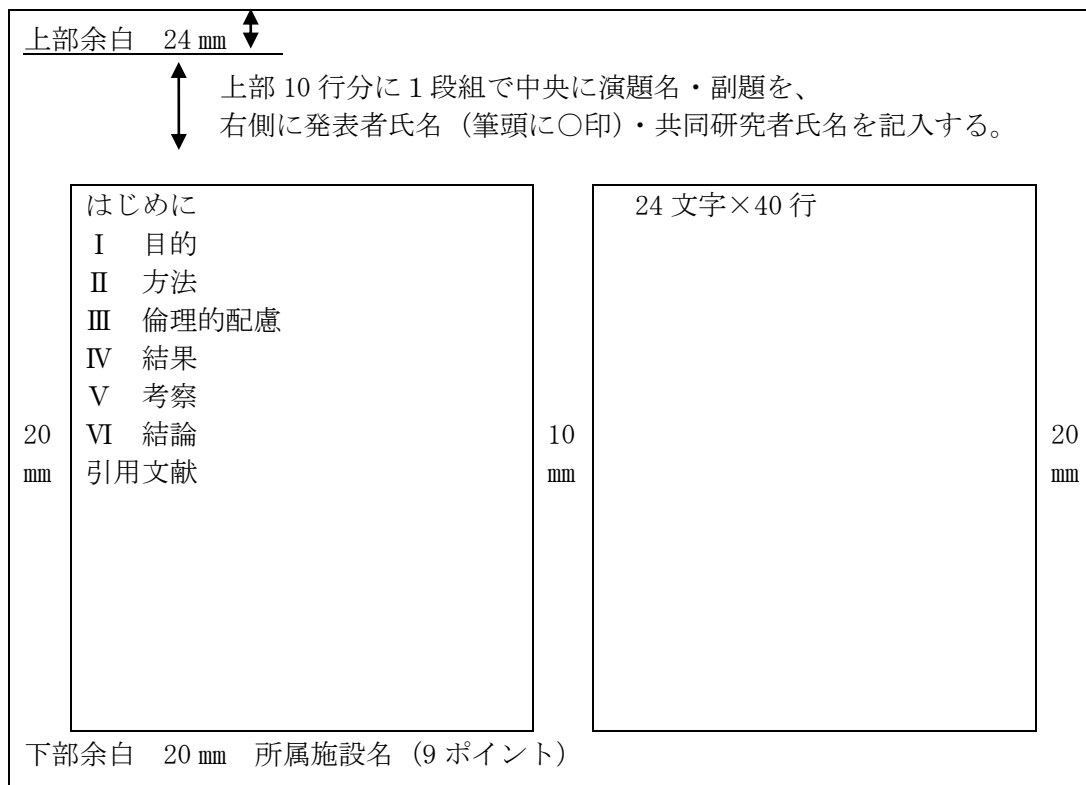 上部余白　24㎜
上部10行分に１段組で中央に演題名・副題を、
右側に発表者氏名（筆頭に○印）・共同研究者氏名を記入する。
はじめに
Ⅰ　目的
Ⅱ　方法
Ⅲ　倫理的配慮
Ⅳ　結果
Ⅴ　考察
Ⅵ　結論
引用文献
24文字×40行
20
㎜
10
㎜
20
㎜
下部余白　20㎜　所属施設名（9ポイント）